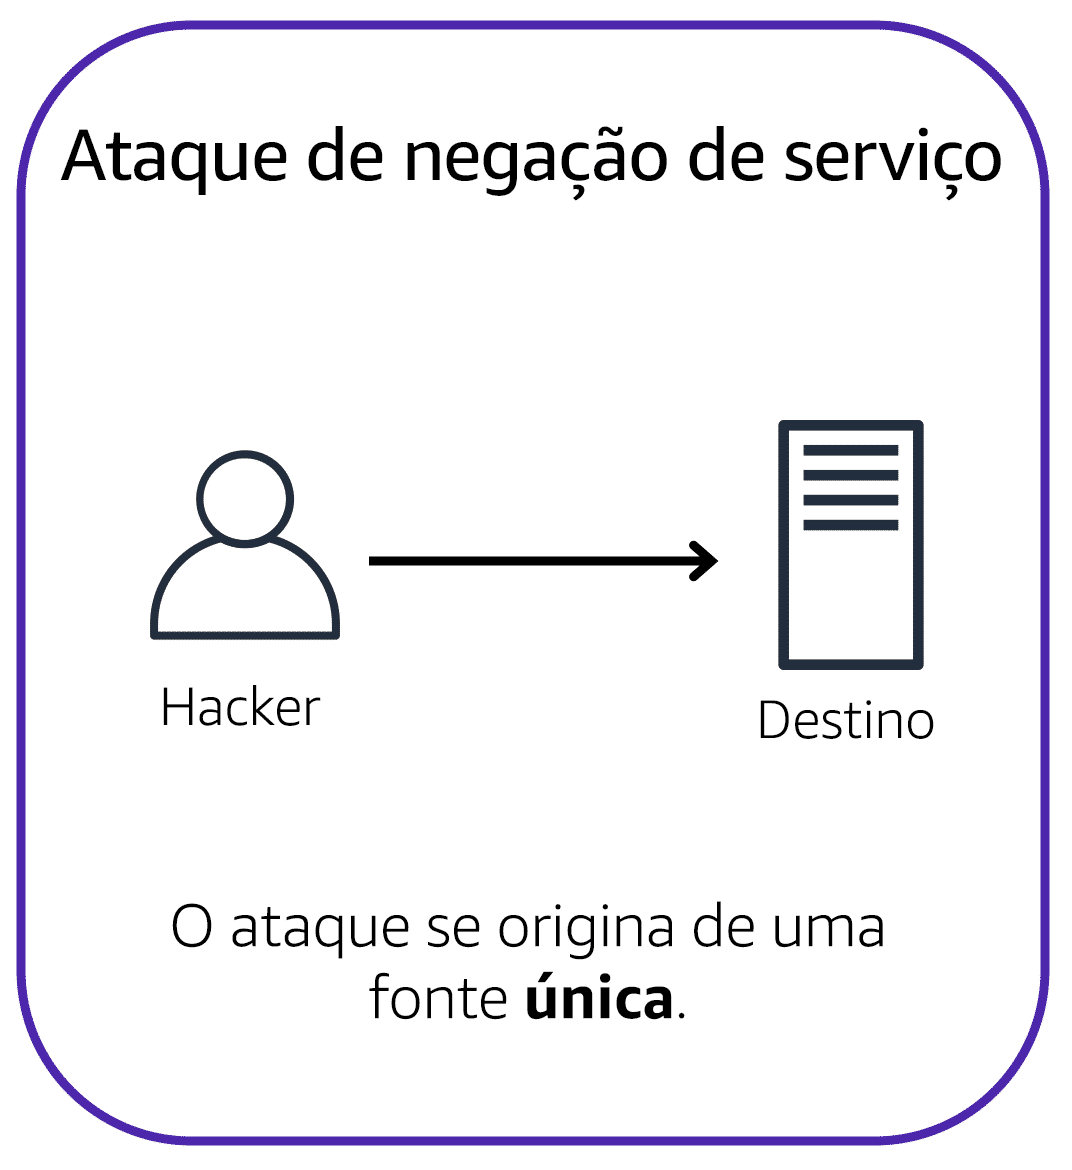 Ataque de negação de serviço
Hacker
Destino
O ataque se origina de uma
fonte única.